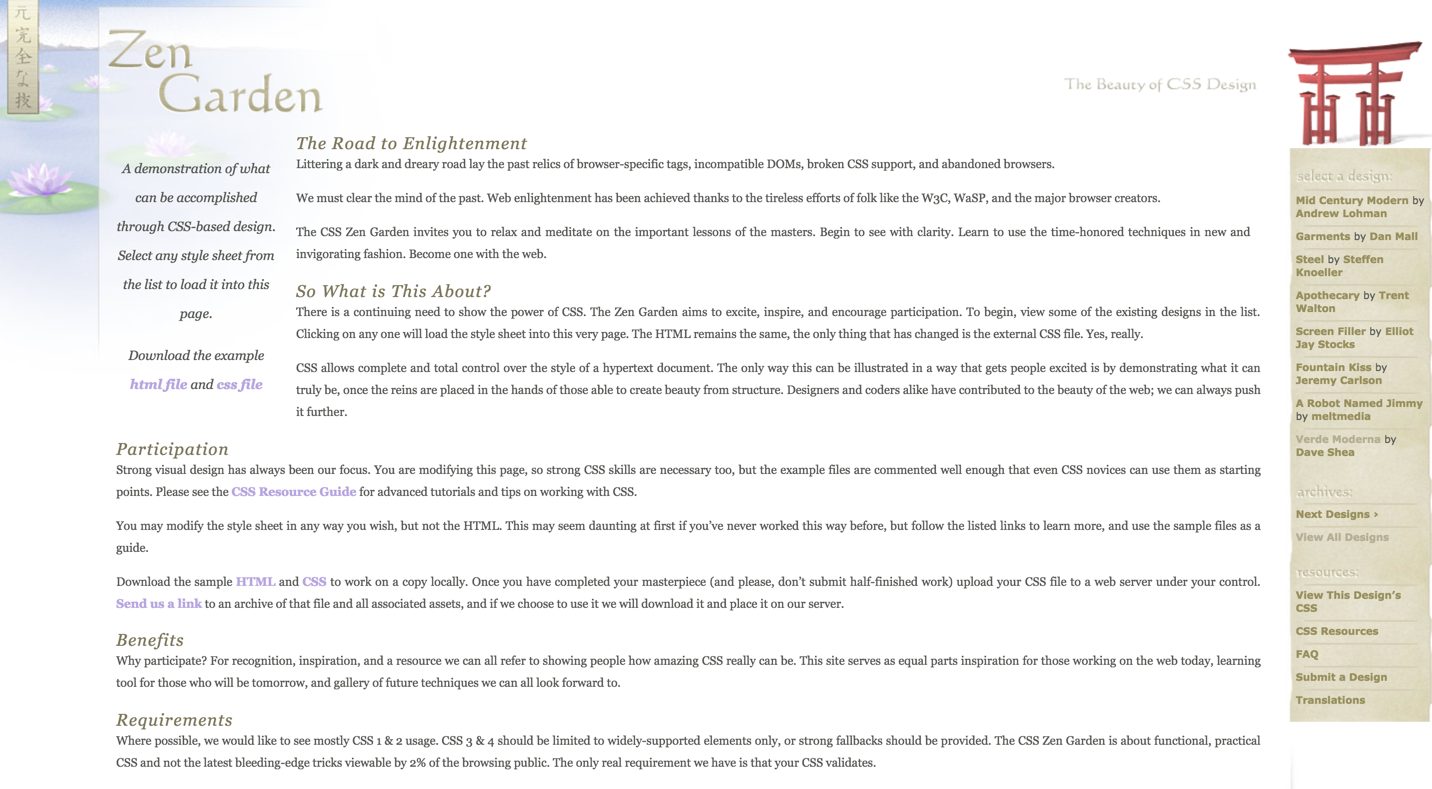 元
完
全
な
技
Zen
Garden
The Beauty of CSS Design
A demonstration of what
can be accomplished
through CSS-based design.
Select any style sheet from
the list to load it into this
page.
Download the example
html file and css file
The Road to Enlightenment
Littering a dark and dreary road lay the past relics of browser-specific tags, incompatible DOMs, broken CSS support, and abandoned browsers.
We must clear the mind of the past. Web enlightenment has been achieved thanks to the tireless efforts of folk like the W3C, WaSP, and the major browser creators.
The CSS Zen Garden invites you to relax and meditate on the important lessons of the masters. Begin to see with clarity. Learn to use the time-honored techniques in new and
invigorating fashion. Become one with the web.
So What is This About?
There is a continuing need to show the power of CSS. The Zen Garden aims to excite, inspire, and encourage participation. To begin, view some of the existing designs in the list.
Clicking on any one will load the style sheet into this very page. The HTML remains the same, the only thing that has changed is the external CSS file. Yes, really.
CSS allows complete and total control over the style of a hypertext document. The only way this can be illustrated in a way that gets people excited is by demonstrating what it can
truly be, once the reins are placed in the hands of those able to create beauty from structure. Designers and coders alike have contributed to the beauty of the web; we can always push
it further.
Participation
Strong visual design has always been our focus. You are modifying this page, so strong CSS skills are necessary too, but the example files are commented well enough that even CSS novices can use them as starting
points. Please see the CSS Resource Guide for advanced tutorials and tips on working with CSS.
You may modify the style sheet in any way you wish, but not the HTML. This may seem daunting at first if you’ve never worked this way before, but follow the listed links to learn more, and use the sample files as a
guide.
Download the sample HTML and CSS to work on a copy locally. Once you have completed your masterpiece (and please, don’t submit half-finished work) upload your CSS file to a web server under your control.
Send us a link to an archive of that file and all associated assets, and if we choose to use it we will download it and place it on our server.
Benefits
Why participate? For recognition, inspiration, and a resource we can all refer to showing people how amazing CSS really can be. This site serves as equal parts inspiration for those working on the web today, learning
tool for those who will be tomorrow, and gallery of future techniques we can all look forward to.
Requirements
Where possible, we would like to see mostly CSS 1 & 2 usage. CSS 3 & 4 should be limited to widely-supported elements only, or strong fallbacks should be provided. The CSS Zen Garden is about functional, practical
CSS and not the latest bleeding-edge tricks viewable by 2% of the browsing public. The only real requirement we have is that your CSS validates.
select a design:
Mid Century Modern by
Andrew Lohman
Garments by Dan Mall
Steel by Steffen
Knoeller
Apothecary by Trent
Walton
Screen Filler by Elliot
Jay Stocks
Fountain Kiss by
Jeremy Carlson
A Robot Named Jimmy
by meltmedia
Verde Moderna by
Dave Shea
archives:
Next Designs ›
View All Designs
resources:
View This Design’s
CSS
CSS Resources
FAQ
Submit a Design
Translations